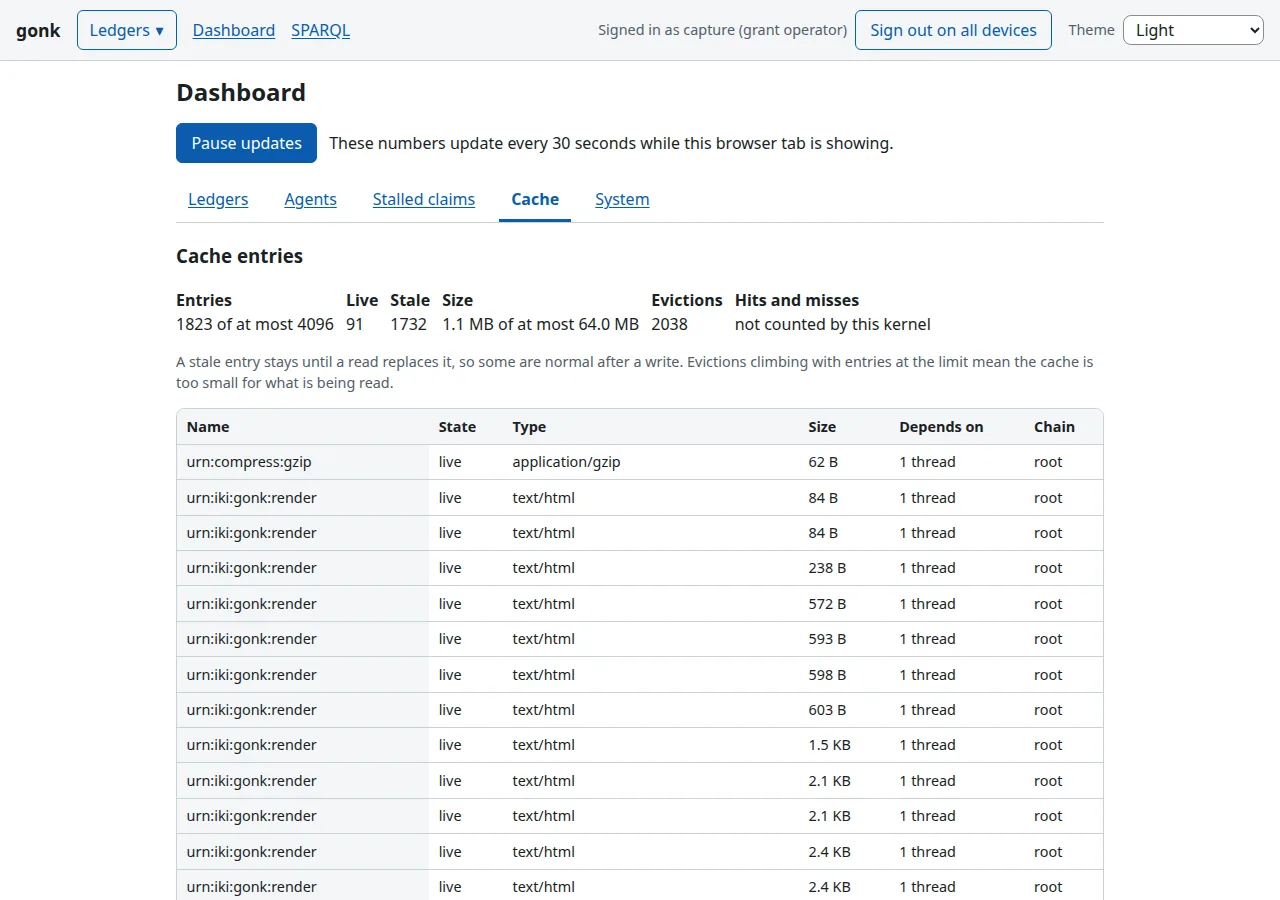 gonk Ledgers ▾ Dashboard SPARQL Signed in as capture (grant operator) Sign out on all devices Theme Light
Dashboard
Pause updates These numbers update every 30 seconds while this browser tab is showing.
Ledgers Agents Stalled claims Cache System
Cache entries
Entries Live Stale Size Evictions Hits and misses
1823 of at most 4096 91 1732 1.1 MB of at most 64.0 MB 2038 not counted by this kernel
A stale entry stays until a read replaces it, so some are normal after a write. Evictions climbing with entries at the limit mean the cache is
too small for what is being read.
Name State Type Size Depends on Chain
urn:compress:gzip live application/gzip 62 B 1 thread root
urn:iki:gonk:render live text/html 84 B 1 thread root
urn:iki:gonk:render live text/html 84 B 1 thread root
urn:iki:gonk:render live text/html 238 B 1 thread root
urn:iki:gonk:render live text/html 572 B 1 thread root
urn:iki:gonk:render live text/html 593 B 1 thread root
urn:iki:gonk:render live text/html 598 B 1 thread root
urn:iki:gonk:render live text/html 603 B 1 thread root
urn:iki:gonk:render live text/html 1.5 KB 1 thread root
urn:iki:gonk:render live text/html 2.1 KB 1 thread root
urn:iki:gonk:render live text/html 2.1 KB 1 thread root
urn:iki:gonk:render live text/html 2.4 KB 1 thread root
urn:iki:gonk:render live text/html 2.4 KB 1 thread root